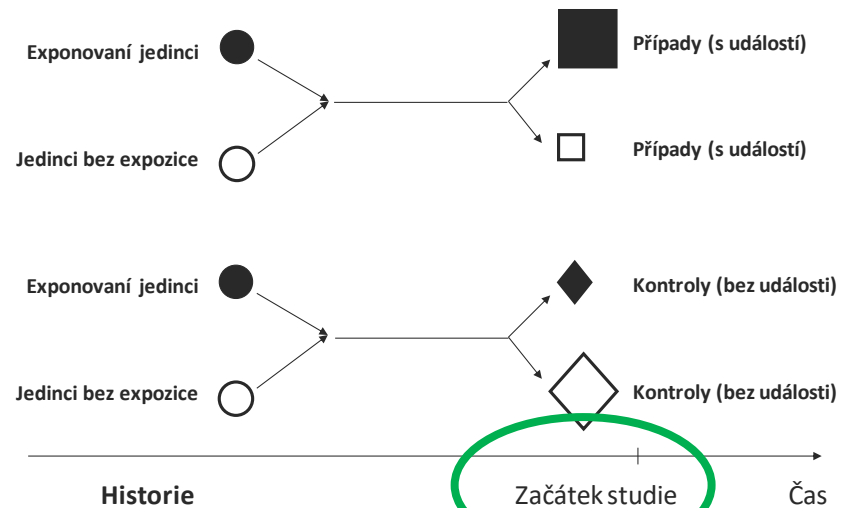 Exponovaní jedinci
Případy (s událostí)
Jedinci bez expozice
Případy (s událostí)
Exponovaní jedinci
Kontroly (bez události)
Jedinci bez expozice
Kontroly (bez události)
Historie
Začátek studie
Čas